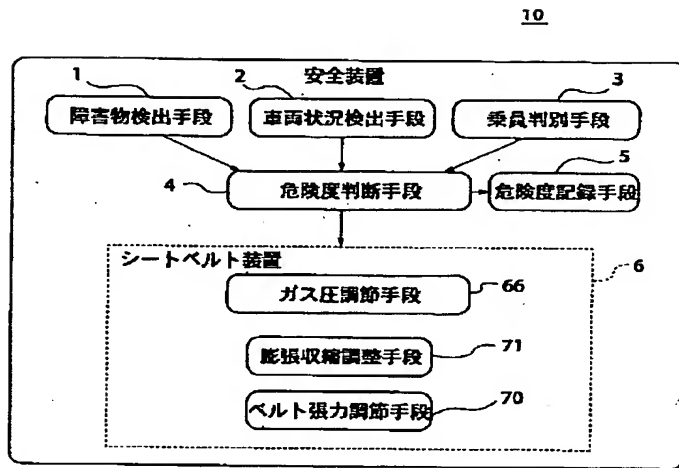 10
安全装置
1
2
3
障害物検出手段
車両状況検出手段
乗員判別手段
4
危険度判断手段
5
危険度記録手段
シートベルト装置
6
ガス圧調節手段
66
膨張収縮調整手段
71
ベルト張力調節手段
70